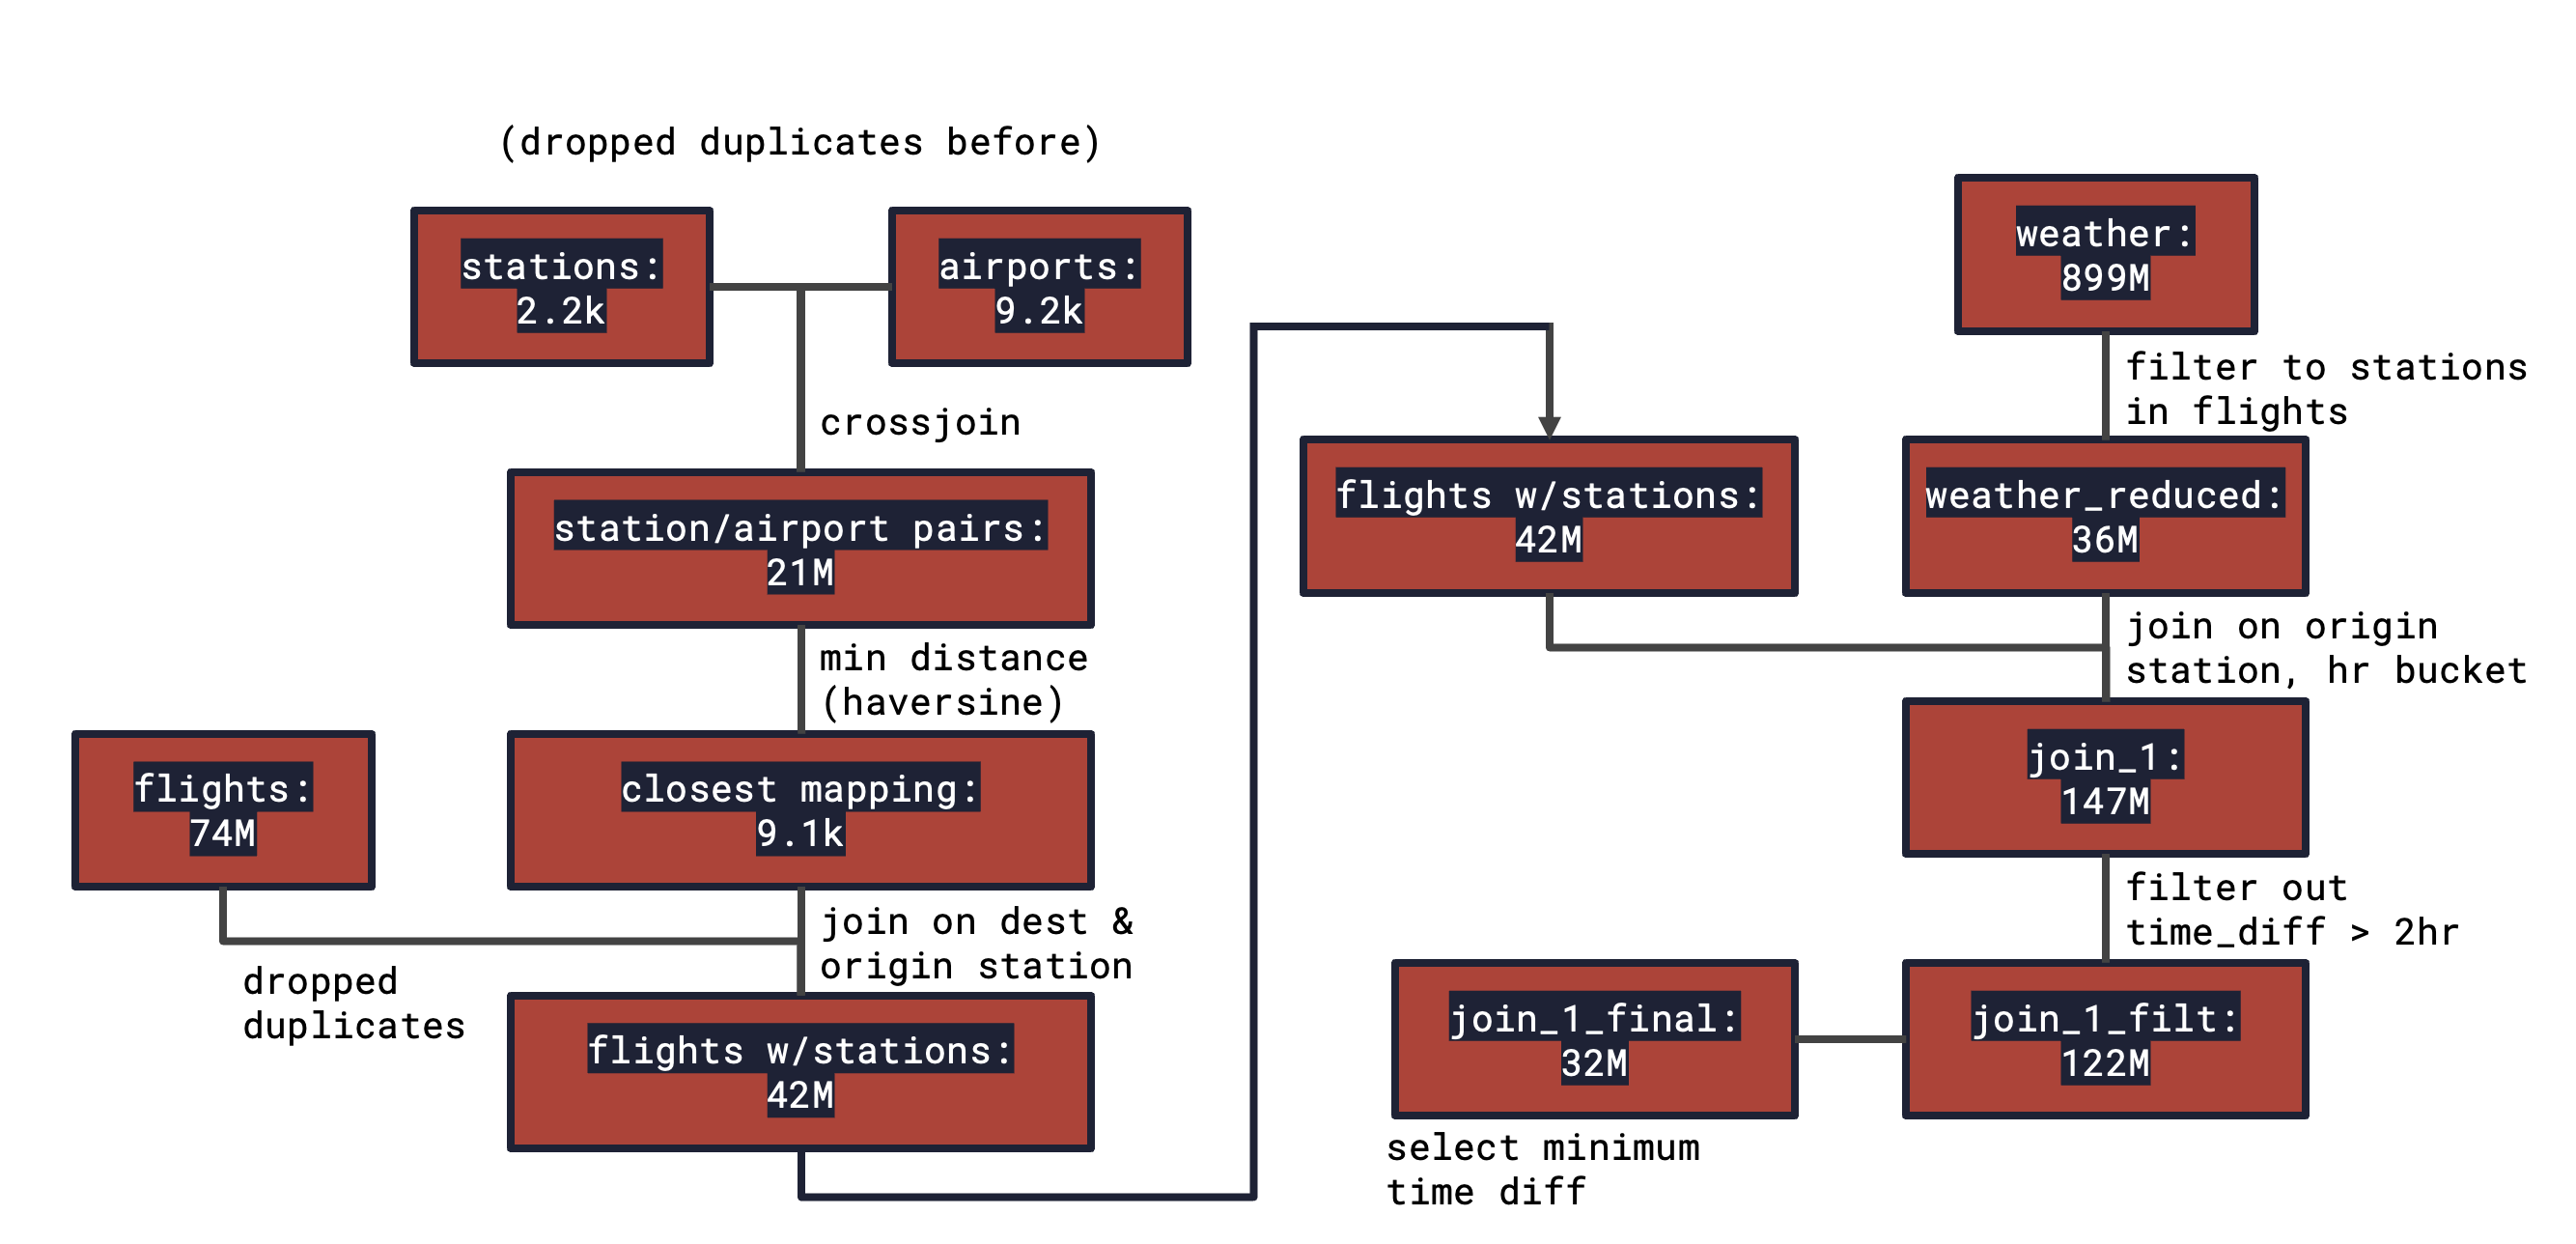 (dropped duplicates before)
stations:
2.2k
airports:
9.2k
crossjoin
station/airport pairs:
21M
min distance
(haversine)
flights:
74M
closest mapping:
9.1k
dropped
duplicates
join on dest &
origin station
flights w/stations:
42M
weather:
899M
filter to stations
in flights
flights w/stations:
42M
weather_reduced:
36M
join on origin
station, hr bucket
join_1:
147M
filter out
time_diff > 2hr
join_1_filt:
122M
join_1_final:
32M
select minimum
time diff